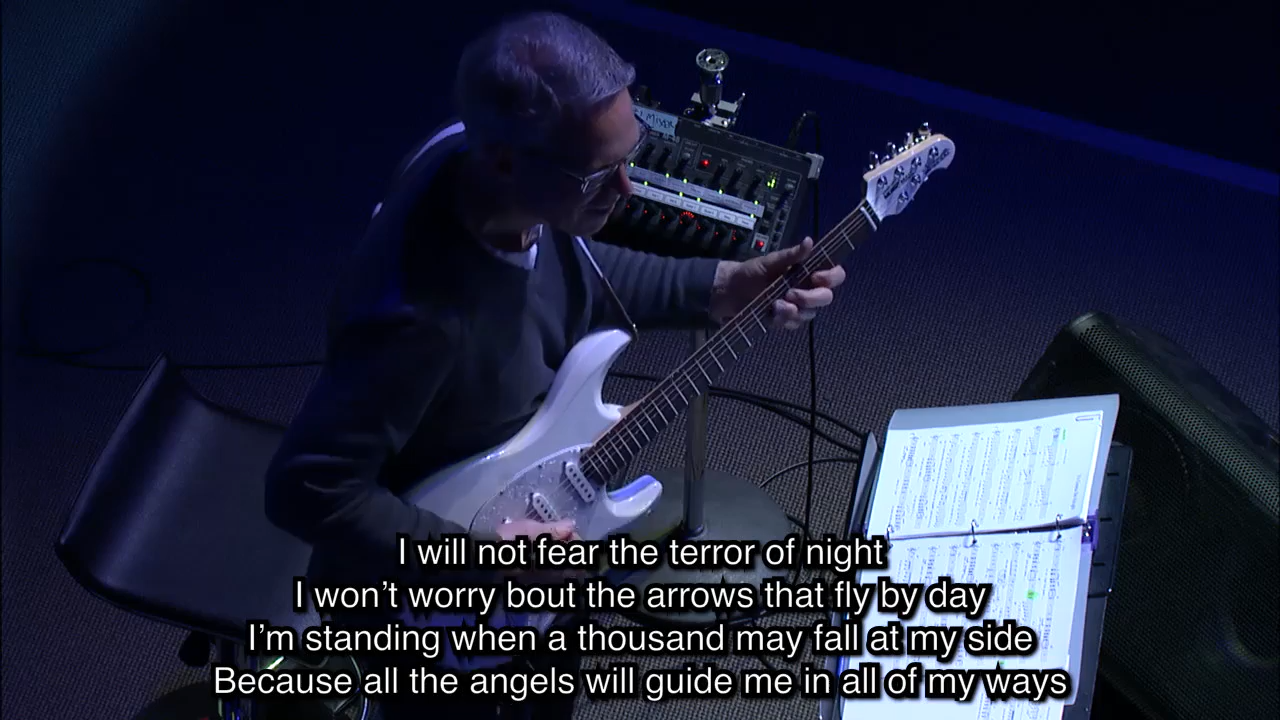 MIXER
I will not fear the terror of night
I won't worry bout the arrows that fly by day
I'm standing when a thousand may fall at my side
Because all the angels will guide me in all of my ways